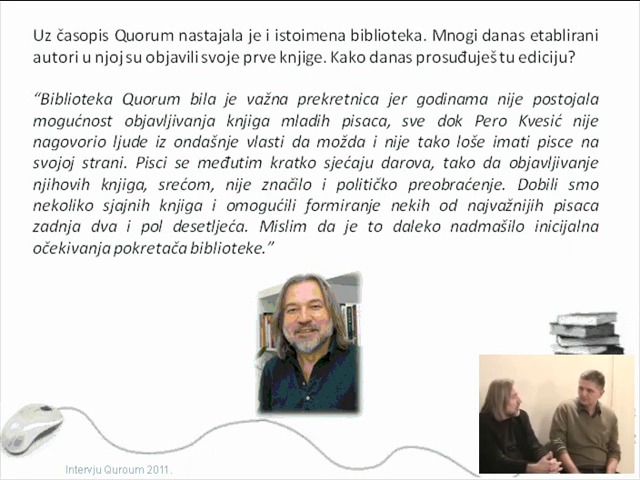 Uz časopis Quorum nastajala je i istoimena biblioteka. Mnogi danas etablirani
autori u njoj su objavili svoje prve knjige. Kako danas prosuđuješ tu ediciju?
“Biblioteka Quorum bila je važna prekretnica jer godinama nije postojala
mogućnost objavljivanja knjiga mladih pisaca, sve dok Pero Kvesić nije
nagovorio ljude iz ondašnje vlasti da možda i nije tako loše imati pisce na
svojoj strani. Pisci se međutim kratko sjećaju darova, tako da objavljivanje
njihovih knjiga, srećom, nije značilo i političko preobraćenje. Dobili smo
nekoliko sjajnih knjiga i omogućili formiranje nekih od najvažnijih pisaca
zadnja dva i pol desetljeća. Mislim da je to daleko nadmašilo inicijalna
očekivanja pokretača biblioteke.”
Intervju Quroum 2011.